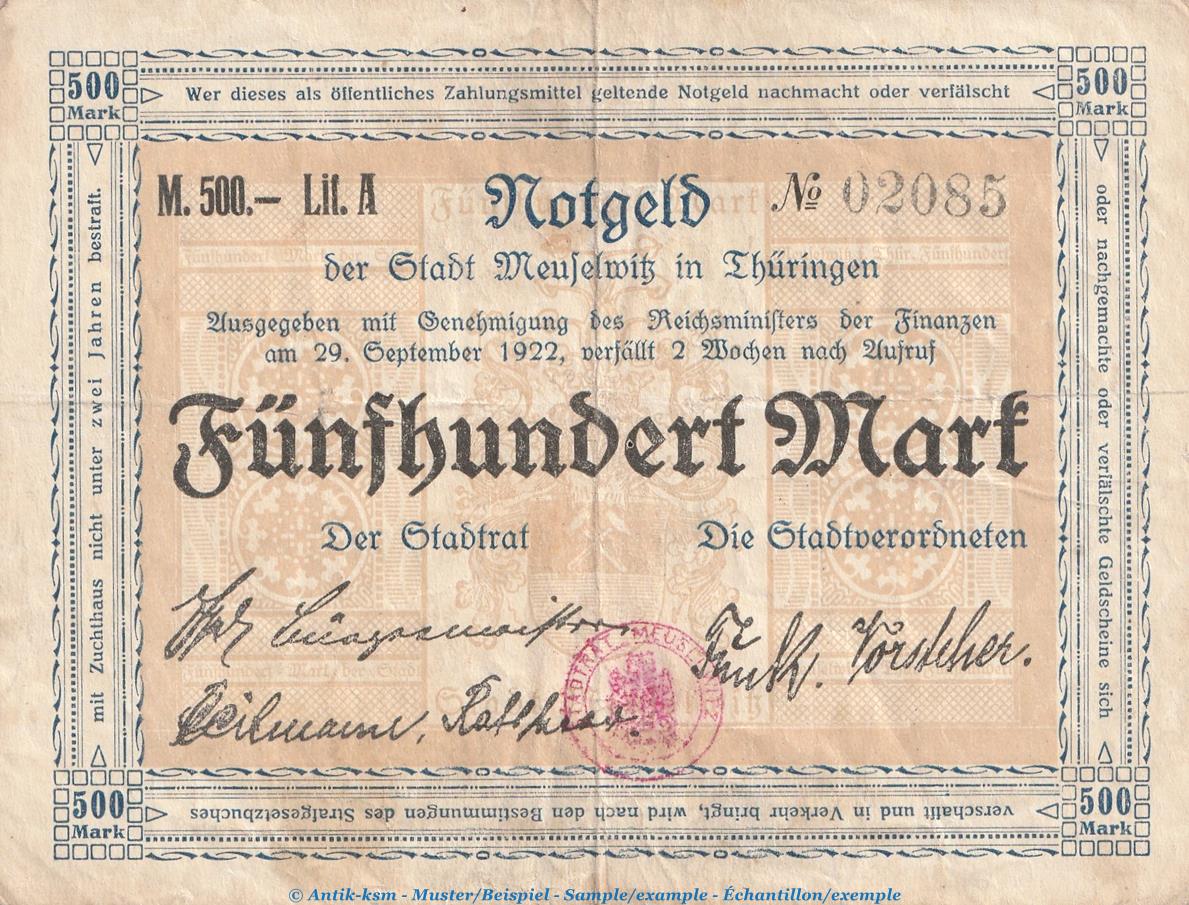 500 Mark
Wer dieses als öffentliches Zahlungsmittel geltende Notgeld nachmacht oder verfälscht
500 Mark
oder nachgemachte oder verfälschte Geldscheine sich
verschafft und in Verkehr bringt, wird nach den Bestimmungen des Strafgesetzbuches
mit Zuchthaus nicht unter zwei Jahren bestraft.
M. 500.— Lit. A
Notgeld
№ 02085
der Stadt Meuselwitz in Thüringen
Ausgegeben mit Genehmigung des Reichsministers der Finanzen
am 29. September 1922, verfällt 2 Wochen nach Aufruf
Fünfhundert Mark
Der Stadtrat
Die Stadtverordneten
Bürgermeister
Funk. Vorsteher.
STADTRAT MEUSELWITZ
500 Mark
500 Mark
© Antik-ksm - Muster/Beispiel - Sample/example - Échantillon/exemple